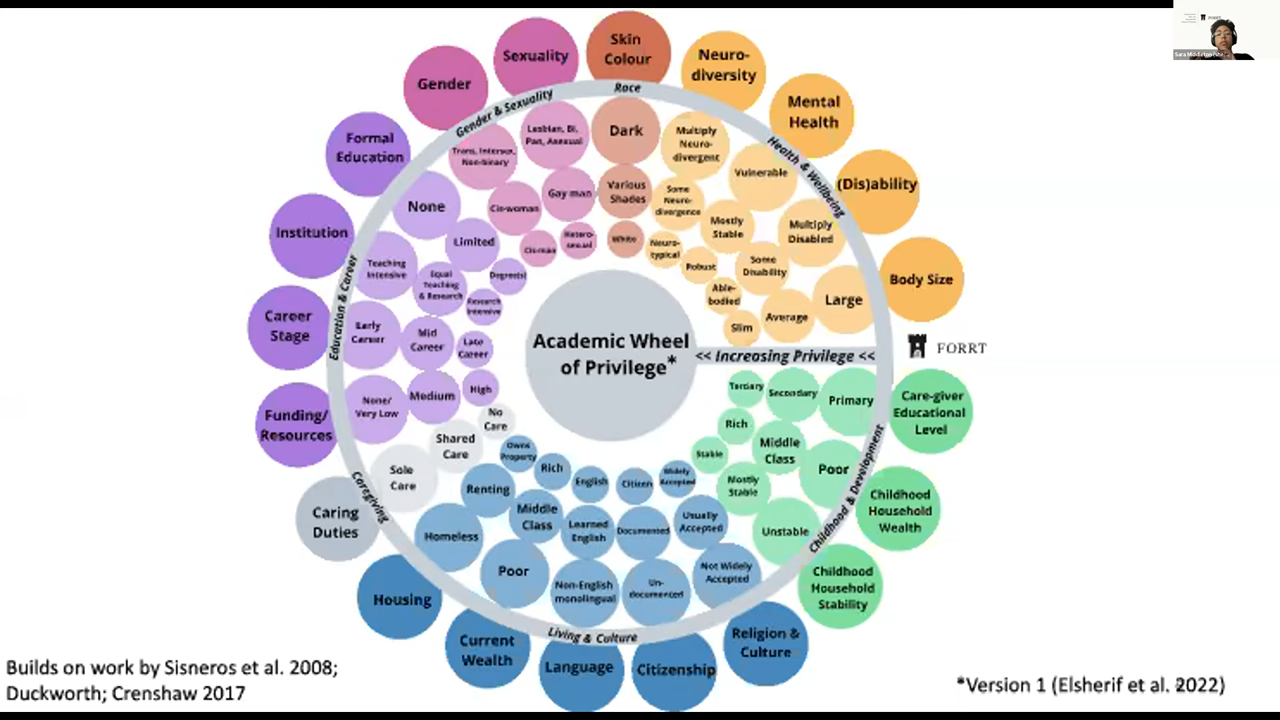 Skin
Colour
Sexuality
Neuro-
diversity
Gender
Mental
Health
Formal
Education
(Dis)ability
Institution
Body Size
Career
Stage
FORRT
Funding/
Resources
Care-giver
Educational
Level
Caring
Duties
Childhood
Household
Wealth
Housing
Childhood
Household
Stability
Current
Wealth
Language
Citizenship
Religion &
Culture
Race
Gender & Sexuality
Health & Wellbeing
Education & Career
Caregiving
Living & Culture
Childhood & Development
Academic Wheel
of Privilege*
<< Increasing Privilege <<
Dark
Various
Shades
White
Lesbian, Bi,
Pan, Asexual
Gay man
Hetero-
sexual
Trans, Intersex,
Non-binary
Cis-woman
Cis-man
Multiply
Neuro-
divergent
Some
Neuro-
divergence
Neuro-
typical
Vulnerable
Mostly
Stable
Robust
Multiply
Disabled
Some
Disability
Able-
bodied
Large
Average
Slim
None
Limited
Degree(s)
Teaching
Intensive
Equal
Teaching
& Research
Research
Intensive
Early
Career
Mid
Career
Late
Career
None/
Very Low
Medium
High
Sole
Care
Shared
Care
No
Care
Homeless
Renting
Owns
Property
Poor
Middle
Class
Rich
Non-English
monolingual
Learned
English
English
Un-
documented
Documented
Citizen
Not Widely
Accepted
Usually
Accepted
Widely
Accepted
Unstable
Mostly
Stable
Stable
Poor
Middle
Class
Rich
Primary
Secondary
Tertiary
Builds on work by Sisneros et al. 2008;
Duckworth; Crenshaw 2017
*Version 1 (Elsherif et al. 2022)
FORRT